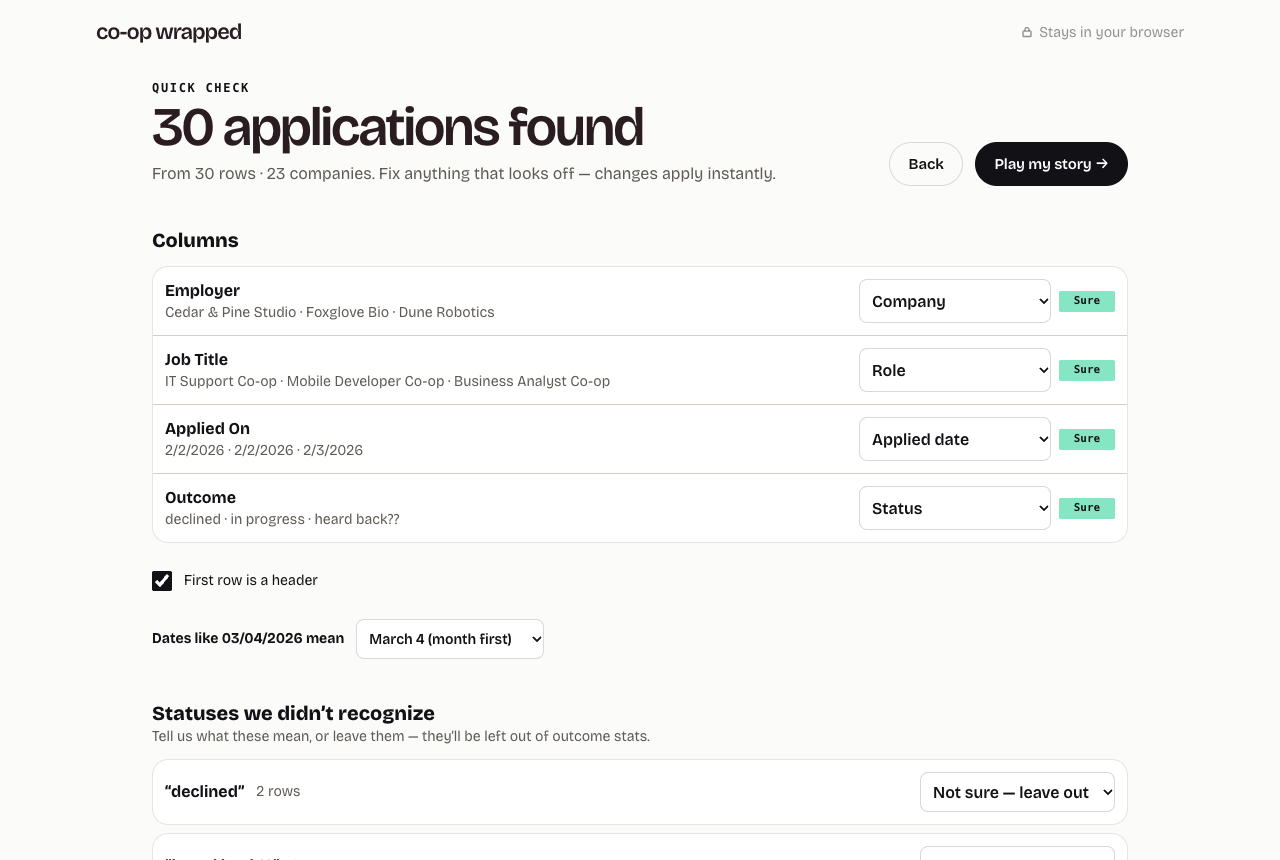 co-op wrapped
Stays in your browser
QUICK CHECK
30 applications found
From 30 rows · 23 companies. Fix anything that looks off — changes apply instantly.
Back
Play my story →
Columns
Employer
Cedar & Pine Studio · Foxglove Bio · Dune Robotics
Company
Sure
Job Title
IT Support Co-op · Mobile Developer Co-op · Business Analyst Co-op
Role
Sure
Applied On
2/2/2026 · 2/2/2026 · 2/3/2026
Applied date
Sure
Outcome
declined · in progress · heard back??
Status
Sure
First row is a header
Dates like 03/04/2026 mean
March 4 (month first)
Statuses we didn’t recognize
Tell us what these mean, or leave them — they’ll be left out of outcome stats.
“declined” 2 rows
Not sure — leave out